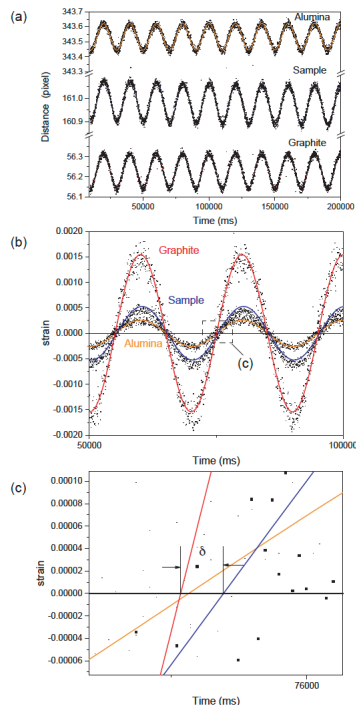 (a)
343.7
343.6
343.5
343.4
343.3
161.0
160.9
56.3
56.2
56.1
Distance (pixel)
Alumina
Sample
Graphite
50000 100000 150000 200000
Time (ms)
(b)
0.0020
0.0015
0.0010
0.0005
0.0000
-0.0005
-0.0010
-0.0015
-0.0020
strain
Graphite
Sample
Alumina
(c)
50000 100000
Time (ms)
(c)
0.00010
0.00008
0.00006
0.00004
0.00002
0.00000
-0.00002
-0.00004
-0.00006
strain
δ
76000
Time (ms)